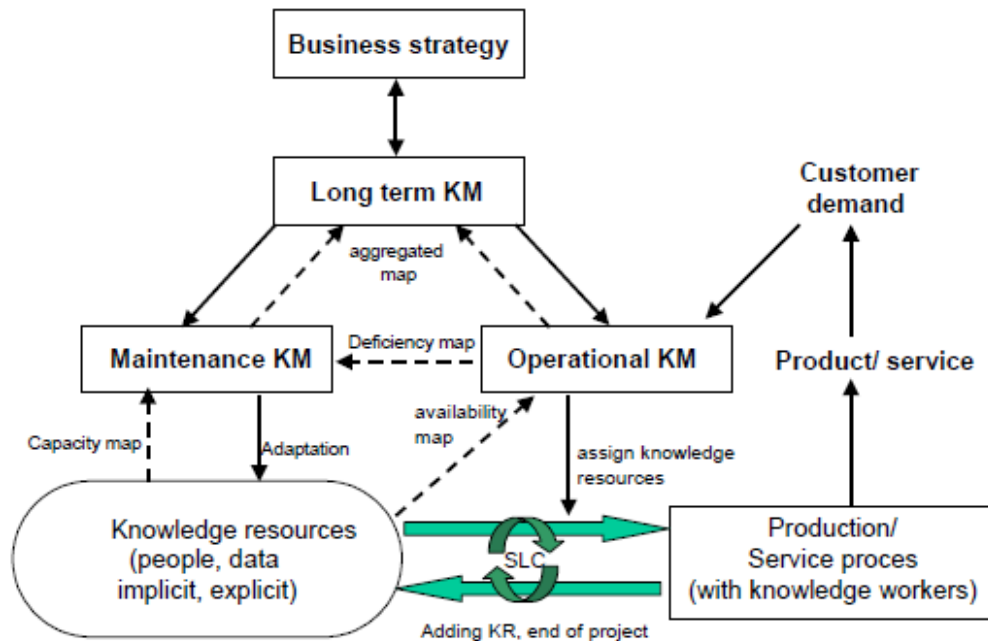 Business strategy
Long term KM
Customer
demand
aggregated
map
Maintenance KM
Deficiency map
Operational KM
Product/ service
Capacity map
Adaptation
availability
map
assign knowledge
resources
Knowledge resources
(people, data
implicit, explicit)
SLC
Production/
Service proces
(with knowledge workers)
Adding KR, end of project